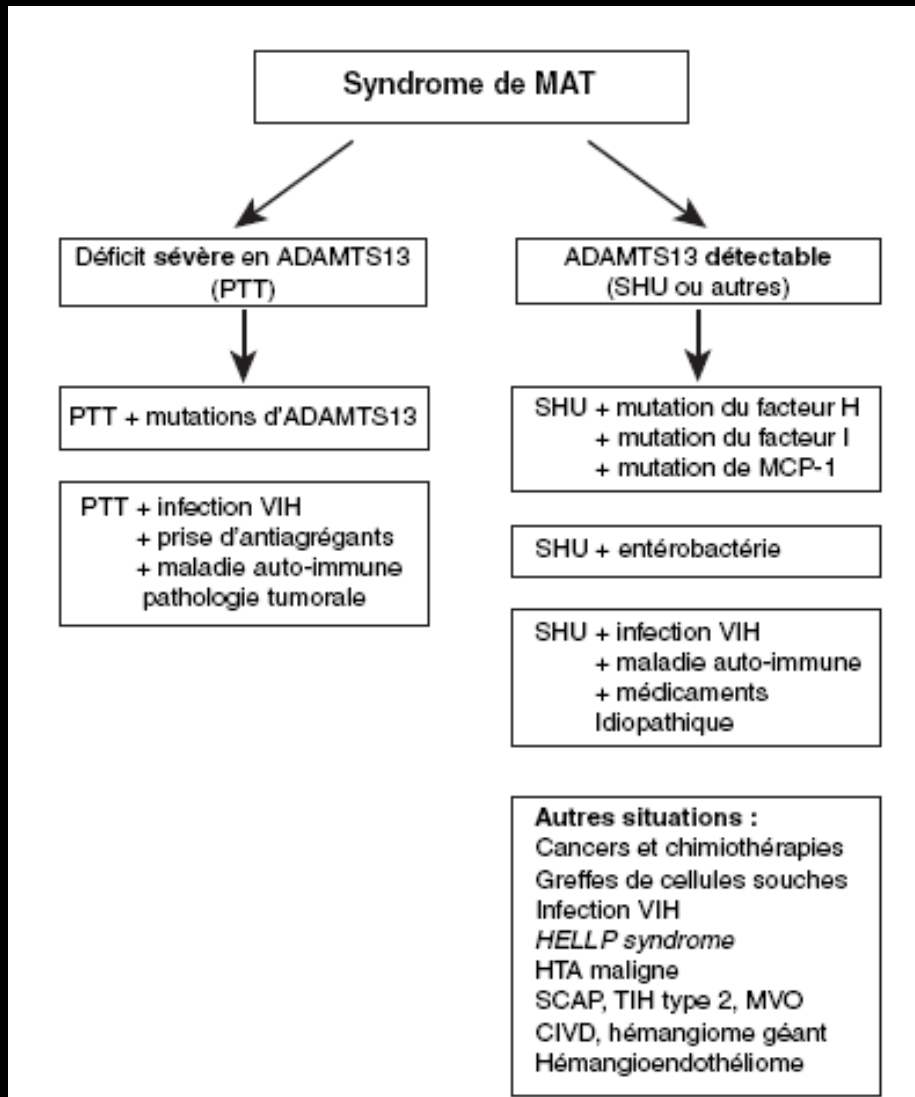 Syndrome de MAT
Déficit sévère en ADAMTS13
(PTT)
PTT + mutations d'ADAMTS13
PTT + infection VIH
+ prise d'antiagrégants
+ maladie auto-immune
pathologie tumorale
ADAMTS13 détectable
(SHU ou autres)
SHU + mutation du facteur H
+ mutation du facteur I
+ mutation de MCP-1
SHU + entérobactérie
SHU + infection VIH
+ maladie auto-immune
+ médicaments
Idiopathique
Autres situations :
Cancers et chimiothérapies
Greffes de cellules souches
Infection VIH
HELLP syndrome
HTA maligne
SCAP, TIH type 2, MVO
CIVD, hémangiome géant
Hémangioendothéliome